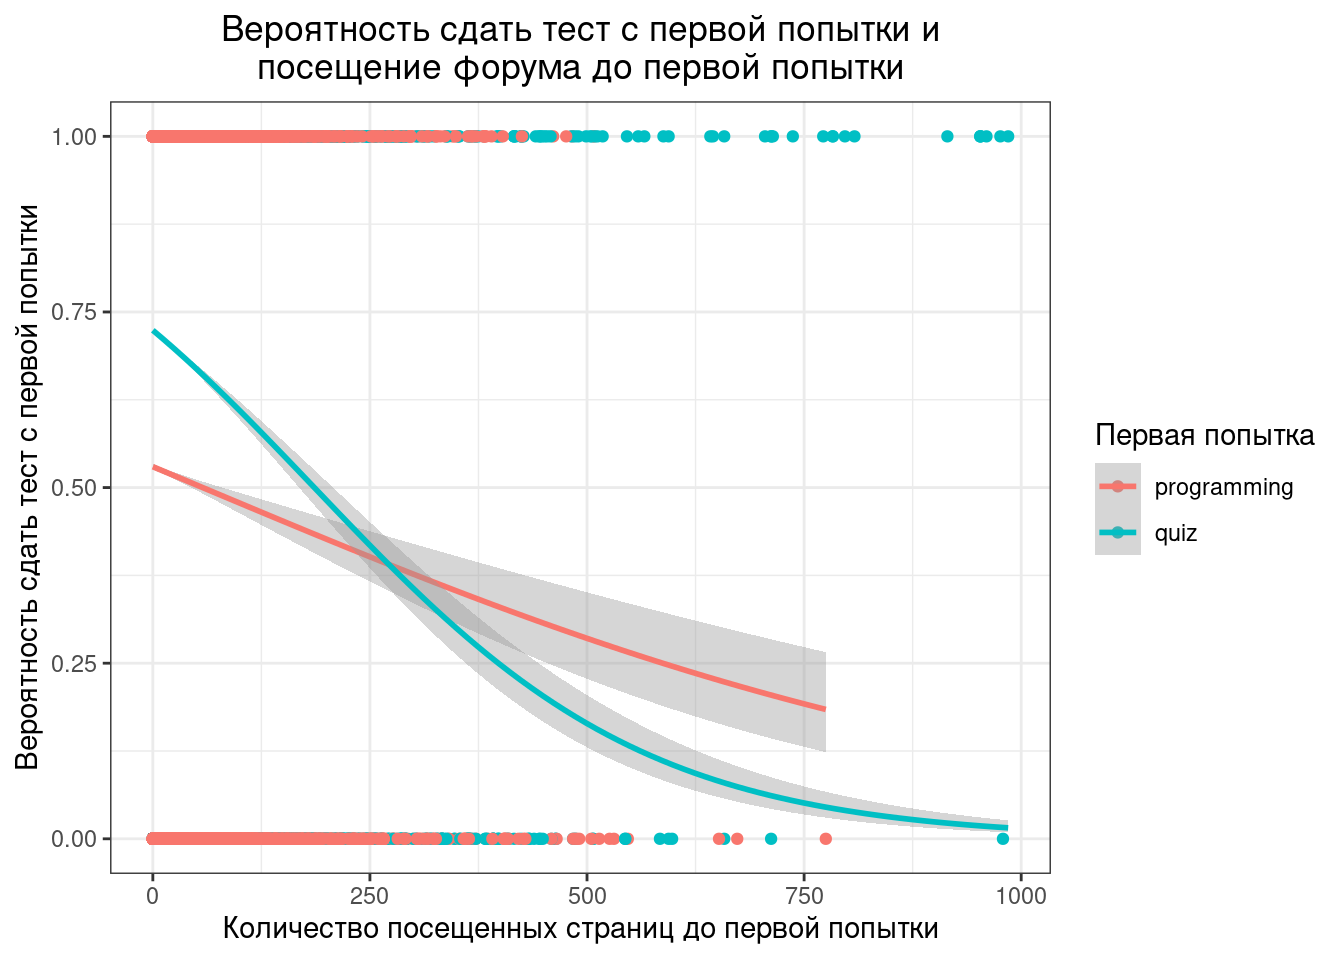 Вероятность сдать тест с первой попытки и
посещение форума до первой попытки
Вероятность сдать тест с первой попытки
1.00
0.75
0.50
0.25
0.00
0
250
500
750
1000
Количество посещенных страниц до первой попытки
Первая попытка
programming
quiz